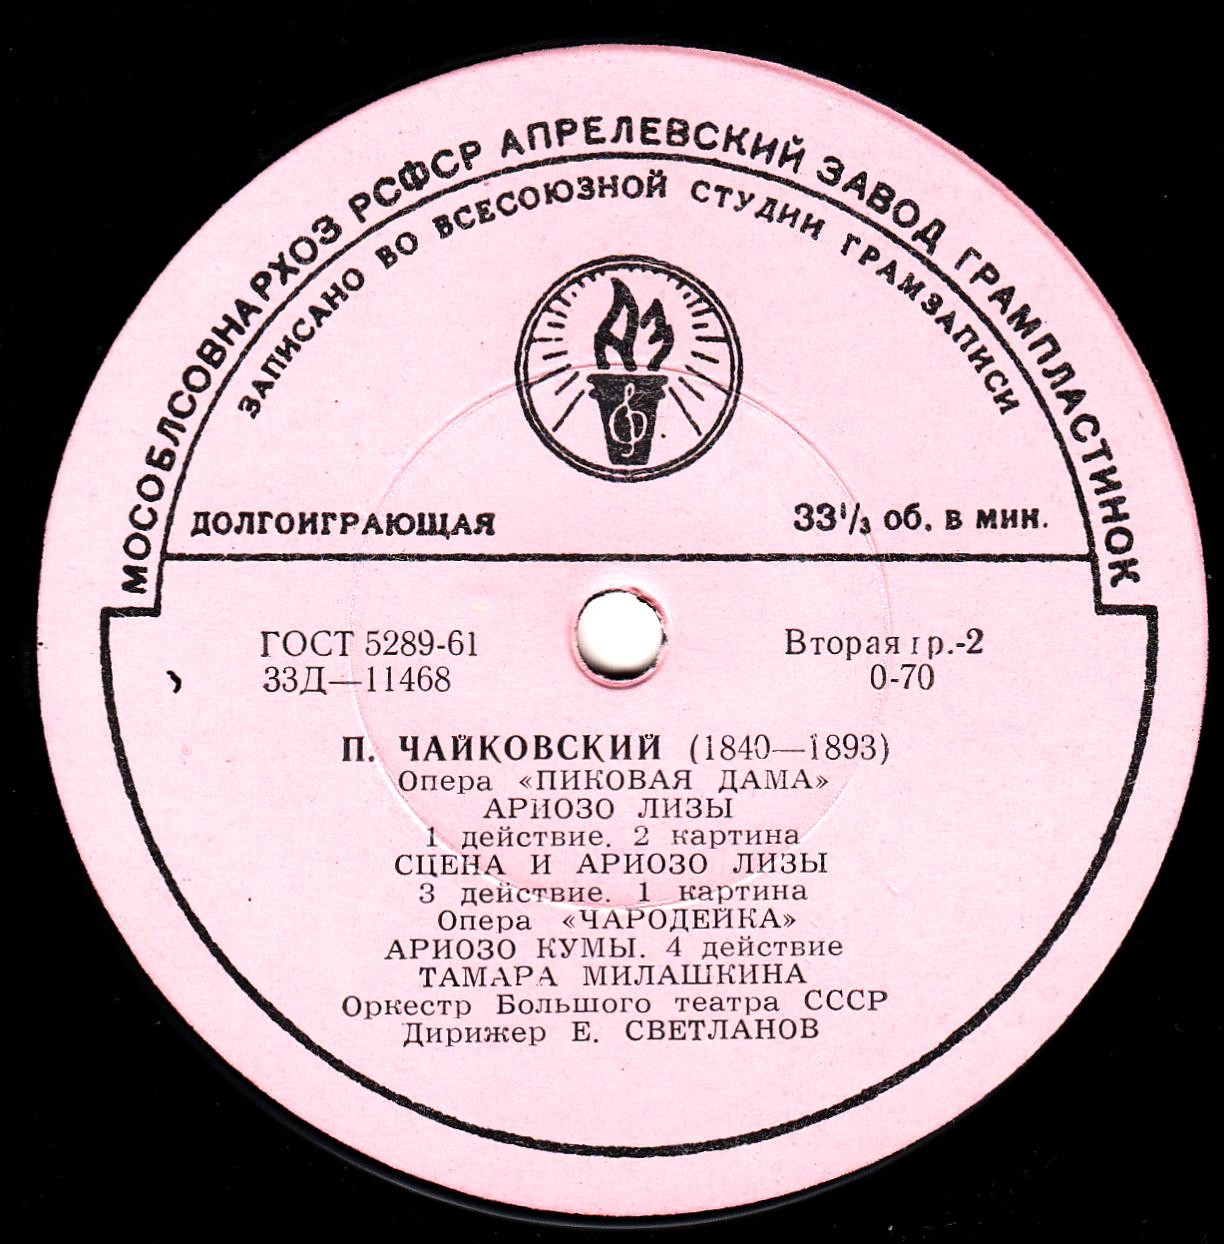 МОСОБЛСОВНАРХОЗ РСФСР АПРЕЛЕВСКИЙ ЗАВОД ГРАМПЛАСТИНОК
ЗАПИСАНО ВО ВСЕСОЮЗНОЙ СТУДИИ ГРАМЗАПИСИ
АЗ
ДОЛГОИГРАЮЩАЯ 33⅓ об. в мин.
ГОСТ 5289-61 Вторая гр.-2
33Д—11468 0-70
П. ЧАЙКОВСКИЙ (1840—1893)
Опера «ПИКОВАЯ ДАМА»
АРИОЗО ЛИЗЫ
1 действие. 2 картина
СЦЕНА И АРИОЗО ЛИЗЫ
3 действие. 1 картина
Опера «ЧАРОДЕЙКА»
АРИОЗО КУМЫ. 4 действие
ТАМАРА МИЛАШКИНА
Оркестр Большого театра СССР
Дирижер Е. СВЕТЛАНОВ